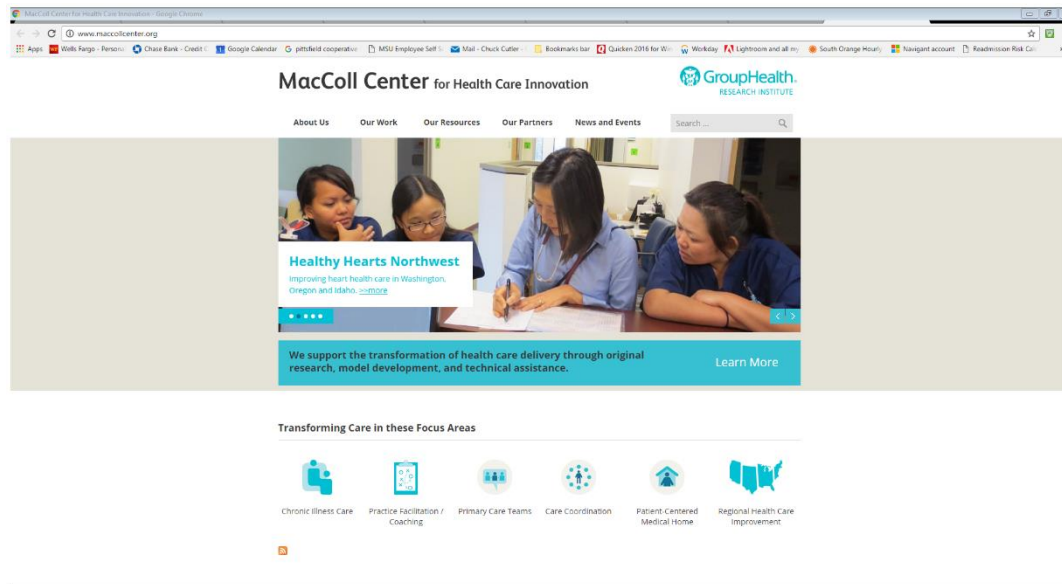 MacColl Center for Health Care Innovation - Google Chrome
www.maccollcenter.org
Apps Wells Fargo - Persona Chase Bank - Credit C Google Calendar pittsfield cooperative MSU Employee Self S Mail - Chuck Cutler - Bookmarks bar Quicken 2016 for Win Workday Lightroom and all my South Orange Hourly Navigant account Readmission Risk Cal
MacColl Center for Health Care Innovation
GroupHealth
RESEARCH INSTITUTE
About Us Our Work Our Resources Our Partners News and Events Search ...
Healthy Hearts Northwest
Improving heart health care in Washington,
Oregon and Idaho. >>more
We support the transformation of health care delivery through original
research, model development, and technical assistance.
Learn More
Transforming Care in these Focus Areas
Chronic Illness Care Practice Facilitation / Primary Care Teams Care Coordination Patient-Centered Regional Health Care
Coaching Medical Home Improvement